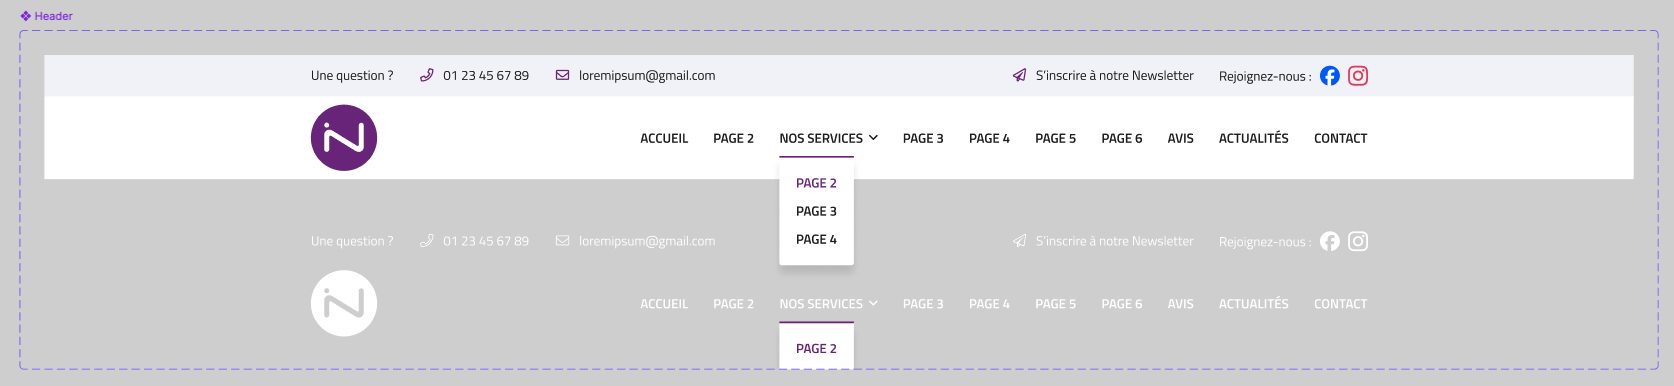 Header
Une question ? 01 23 45 67 89 loremipsum@gmail.com S'inscrire à notre Newsletter Rejoignez-nous :
ACCUEIL PAGE 2 NOS SERVICES PAGE 3 PAGE 4 PAGE 5 PAGE 6 AVIS ACTUALITÉS CONTACT
PAGE 2
PAGE 3
PAGE 4
Une question ? 01 23 45 67 89 loremipsum@gmail.com S'inscrire à notre Newsletter Rejoignez-nous :
ACCUEIL PAGE 2 NOS SERVICES PAGE 3 PAGE 4 PAGE 5 PAGE 6 AVIS ACTUALITÉS CONTACT
PAGE 2